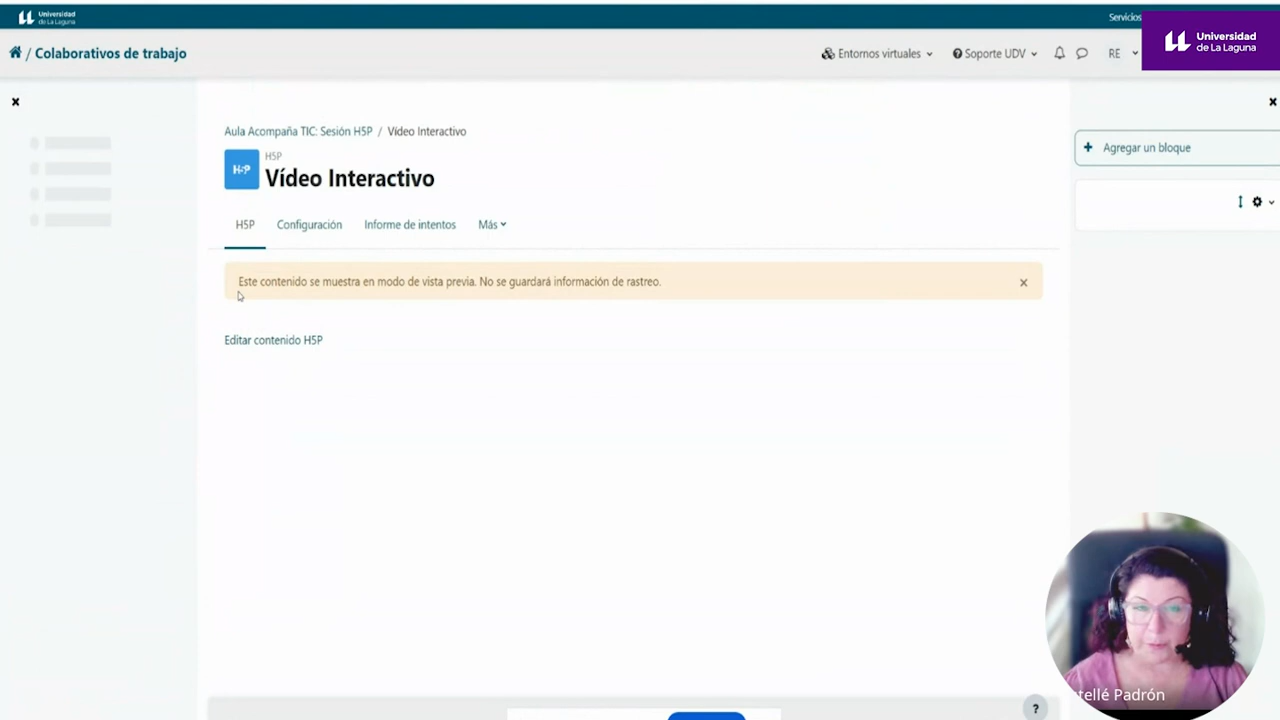 Universidad
de La Laguna
Servicios
Universidad
de La Laguna
/ Colaborativos de trabajo
Entornos virtuales
Soporte UDV
RE
Aula Acompaña TIC: Sesión H5P / Vídeo Interactivo
Agregar un bloque
H5P
H5P
Vídeo Interactivo
H5P
Configuración
Informe de intentos
Más
Este contenido se muestra en modo de vista previa. No se guardará información de rastreo.
Editar contenido H5P
tellé Padrón
?